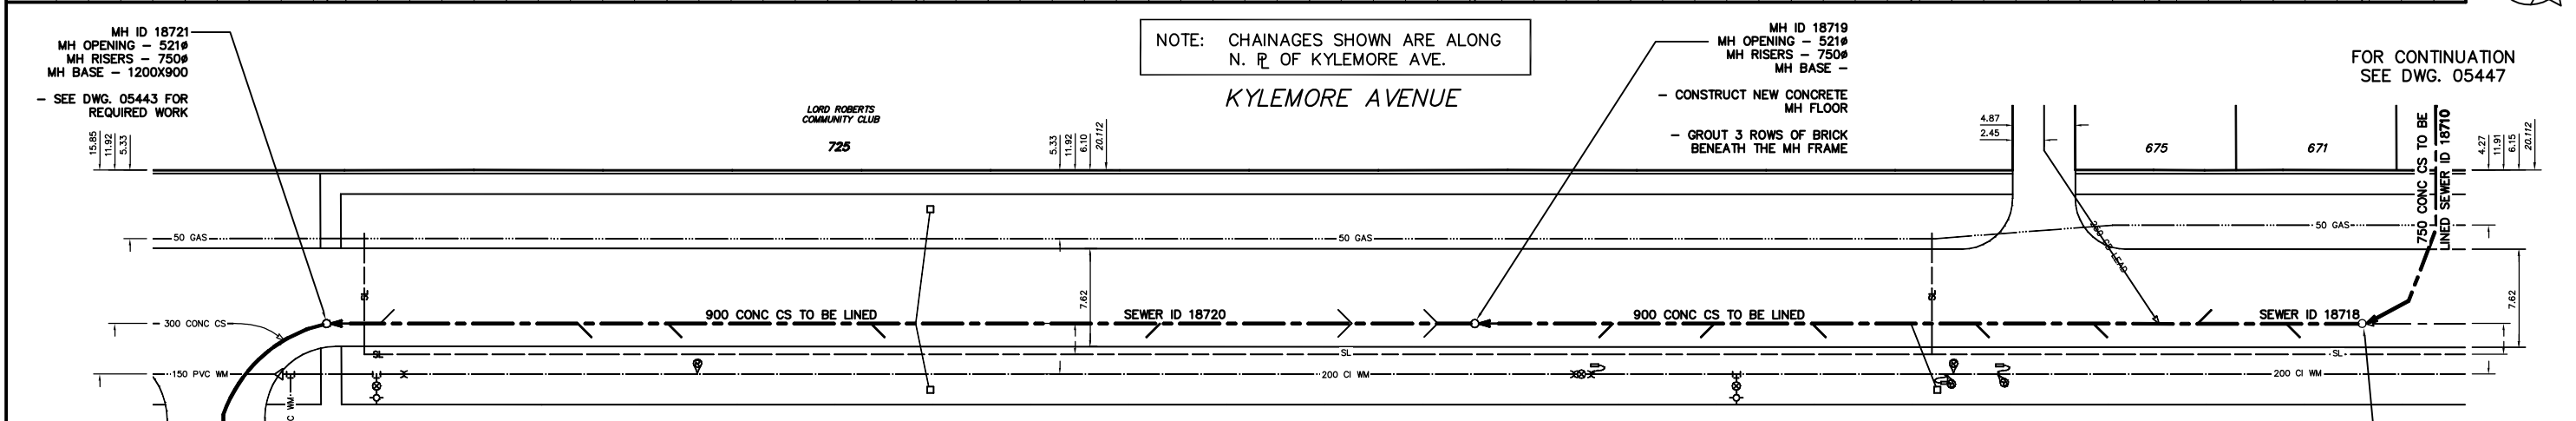 MH ID 18721
MH OPENING – 521ø
MH RISERS – 750ø
MH BASE – 1200X900
– SEE DWG. 05443 FOR
REQUIRED WORK
NOTE: CHAINAGES SHOWN ARE ALONG
N. ⅊ OF KYLEMORE AVE.
KYLEMORE AVENUE
MH ID 18719
MH OPENING – 521ø
MH RISERS – 750ø
MH BASE –
– CONSTRUCT NEW CONCRETE
MH FLOOR
– GROUT 3 ROWS OF BRICK
BENEATH THE MH FRAME
FOR CONTINUATION
SEE DWG. 05447
LORD ROBERTS
COMMUNITY CLUB
725
15.85
11.92
5.33
5.33
11.92
6.10
20.112
4.87
2.45
675
671
750 CONC CS TO BE
LINED SEWER ID 18710
4.27
11.91
6.15
20.112
50 GAS
50 GAS
50 GAS
SL
7.62
SL
7.62
300 CONC CS
900 CONC CS TO BE LINED
SEWER ID 18720
900 CONC CS TO BE LINED
SEWER ID 18718
SL
SL
SL
150 PVC WM
200 CI WM
200 CI WM
C WM